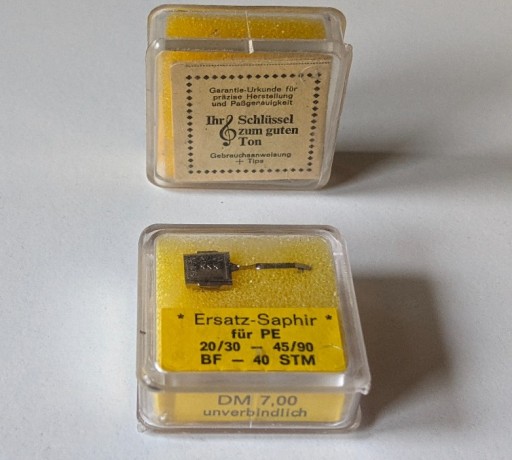 Garantie-Urkunde für
präzise Herstellung
und Paßgenauigkeit
Ihr Schlüssel
zum guten
Ton
Gebrauchsanweisung
+ Tips
* Ersatz-Saphir *
für PE
20/30 — 45/90
BF — 40 STM
DM 7,00
unverbindlich